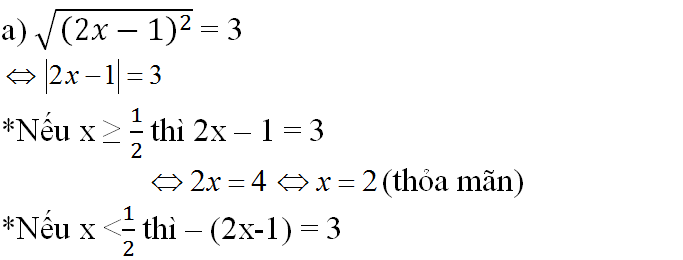 a) √(2x − 1)² = 3
⇔ |2x −1| = 3
*Nếu x ≥ 1/2 thì 2x – 1 = 3
⇔ 2x = 4 ⇔ x = 2 (thỏa mãn)
*Nếu x < 1/2 thì – (2x-1) = 3